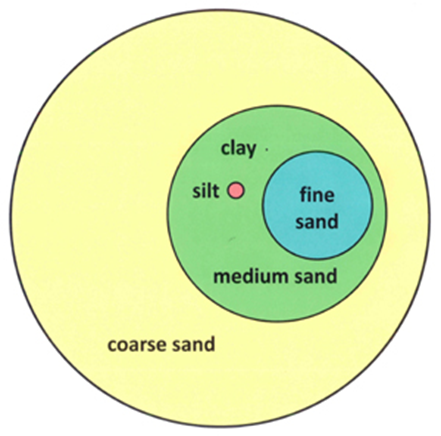 clay
silt
fine
sand
medium sand
coarse sand